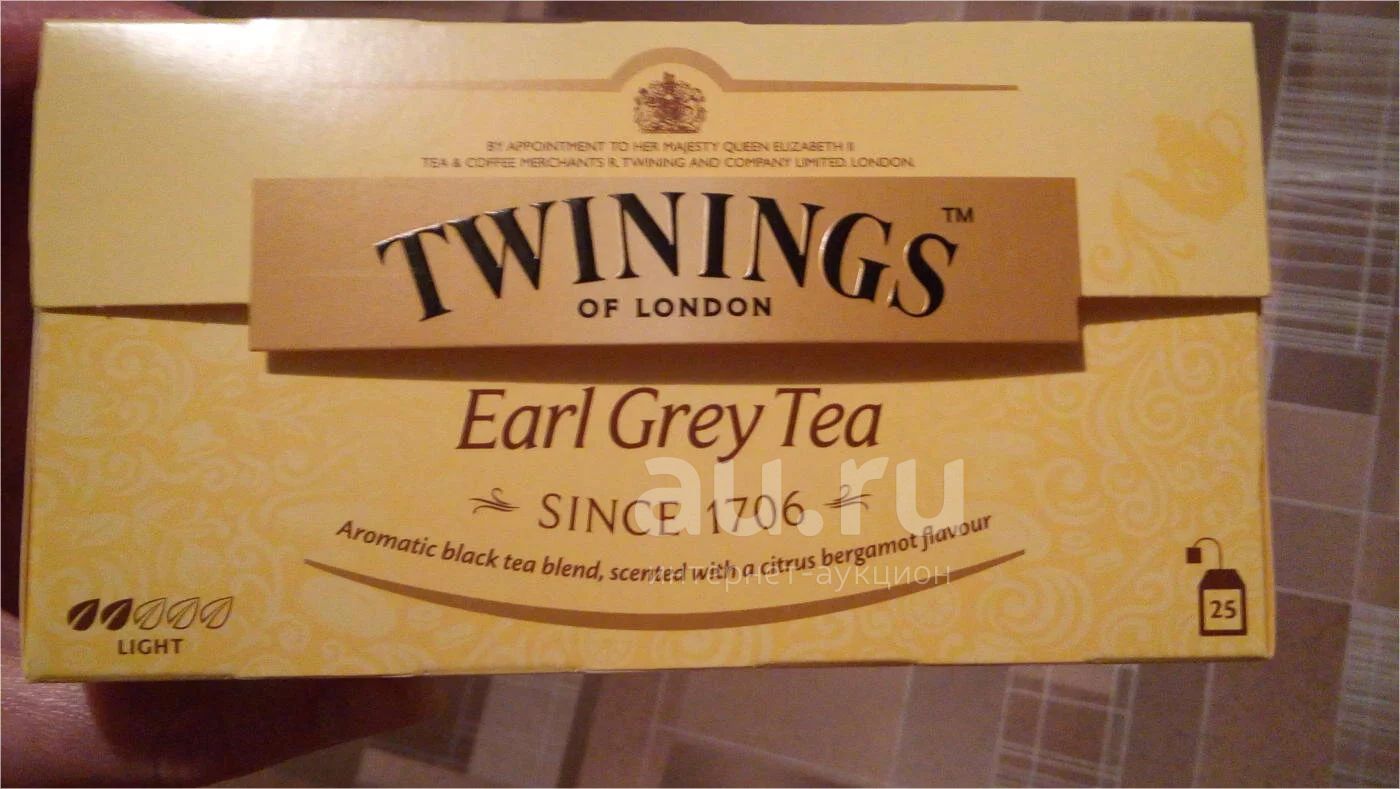 BY APPOINTMENT TO HER MAJESTY QUEEN ELIZABETH II
TEA & COFFEE MERCHANTS R. TWINING AND COMPANY LIMITED. LONDON.
TWININGS™
OF LONDON
Earl Grey Tea
SINCE 1706
au.ru
Aromatic black tea blend, scented with a citrus bergamot flavour
интернет-аукцион
LIGHT
25